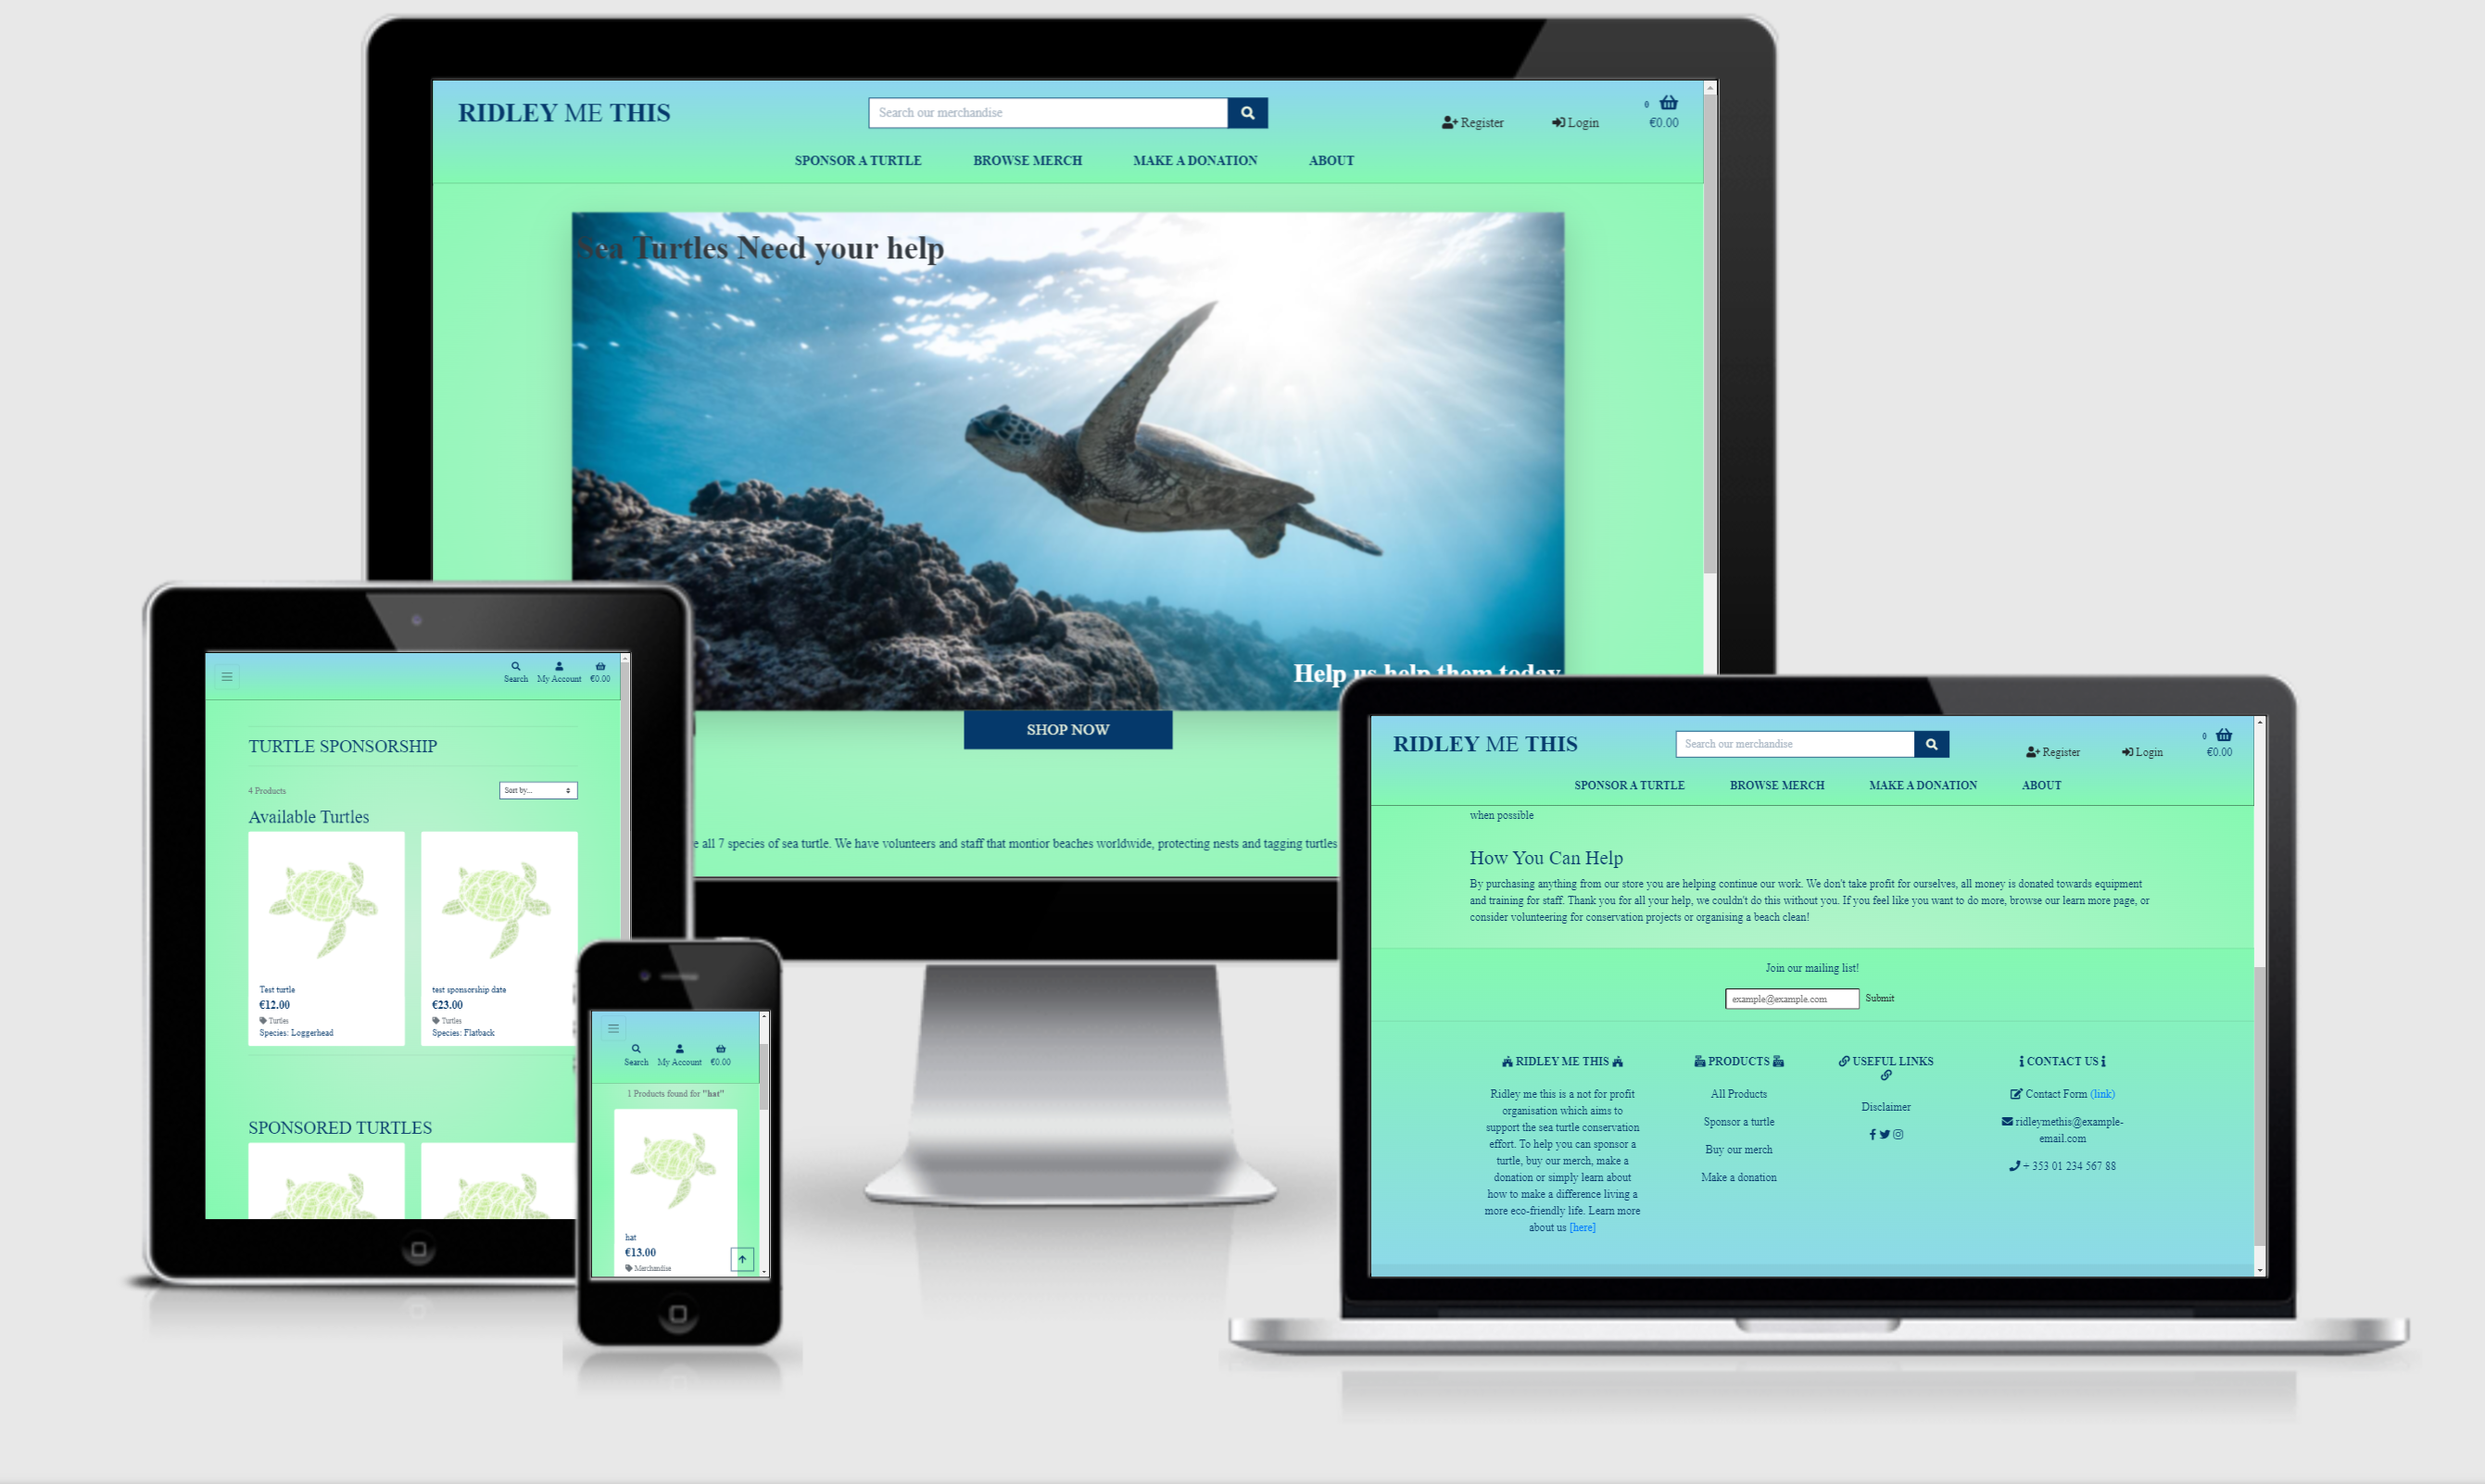 RIDLEY ME THIS
Search our merchandise
Register
Login
0
€0.00
SPONSOR A TURTLE
BROWSE MERCH
MAKE A DONATION
ABOUT
Sea Turtles Need your help
Help us help them today
SHOP NOW
all 7 species of sea turtle. We have volunteers and staff that montior beaches worldwide, protecting nests and tagging turtles
Search
My Account
€0.00
TURTLE SPONSORSHIP
4 Products
Sort by...
Available Turtles
Test turtle
€12.00
Turtles
Species: Loggerhead
test sponsorship date
€23.00
Turtles
Species: Flatback
SPONSORED TURTLES
Search
My Account
€0.00
1 Products found for "hat"
hat
€13.00
Merchandise
RIDLEY ME THIS
Search our merchandise
Register
Login
0
€0.00
SPONSOR A TURTLE
BROWSE MERCH
MAKE A DONATION
ABOUT
when possible
How You Can Help
By purchasing anything from our store you are helping continue our work. We don't take profit for ourselves, all money is donated towards equipment
and training for staff. Thank you for all your help, we couldn't do this without you. If you feel like you want to do more, browse our learn more page, or
consider volunteering for conservation projects or organising a beach clean!
Join our mailing list!
example@example.com
Submit
RIDLEY ME THIS
Ridley me this is a not for profit
organisation which aims to
support the sea turtle conservation
effort. To help you can sponsor a
turtle, buy our merch, make a
donation or simply learn about
how to make a difference living a
more eco-friendly life. Learn more
about us [here]
PRODUCTS
All Products
Sponsor a turtle
Buy our merch
Make a donation
USEFUL LINKS
Disclaimer
CONTACT US
Contact Form (link)
ridleymethis@example-
email.com
+ 353 01 234 567 88